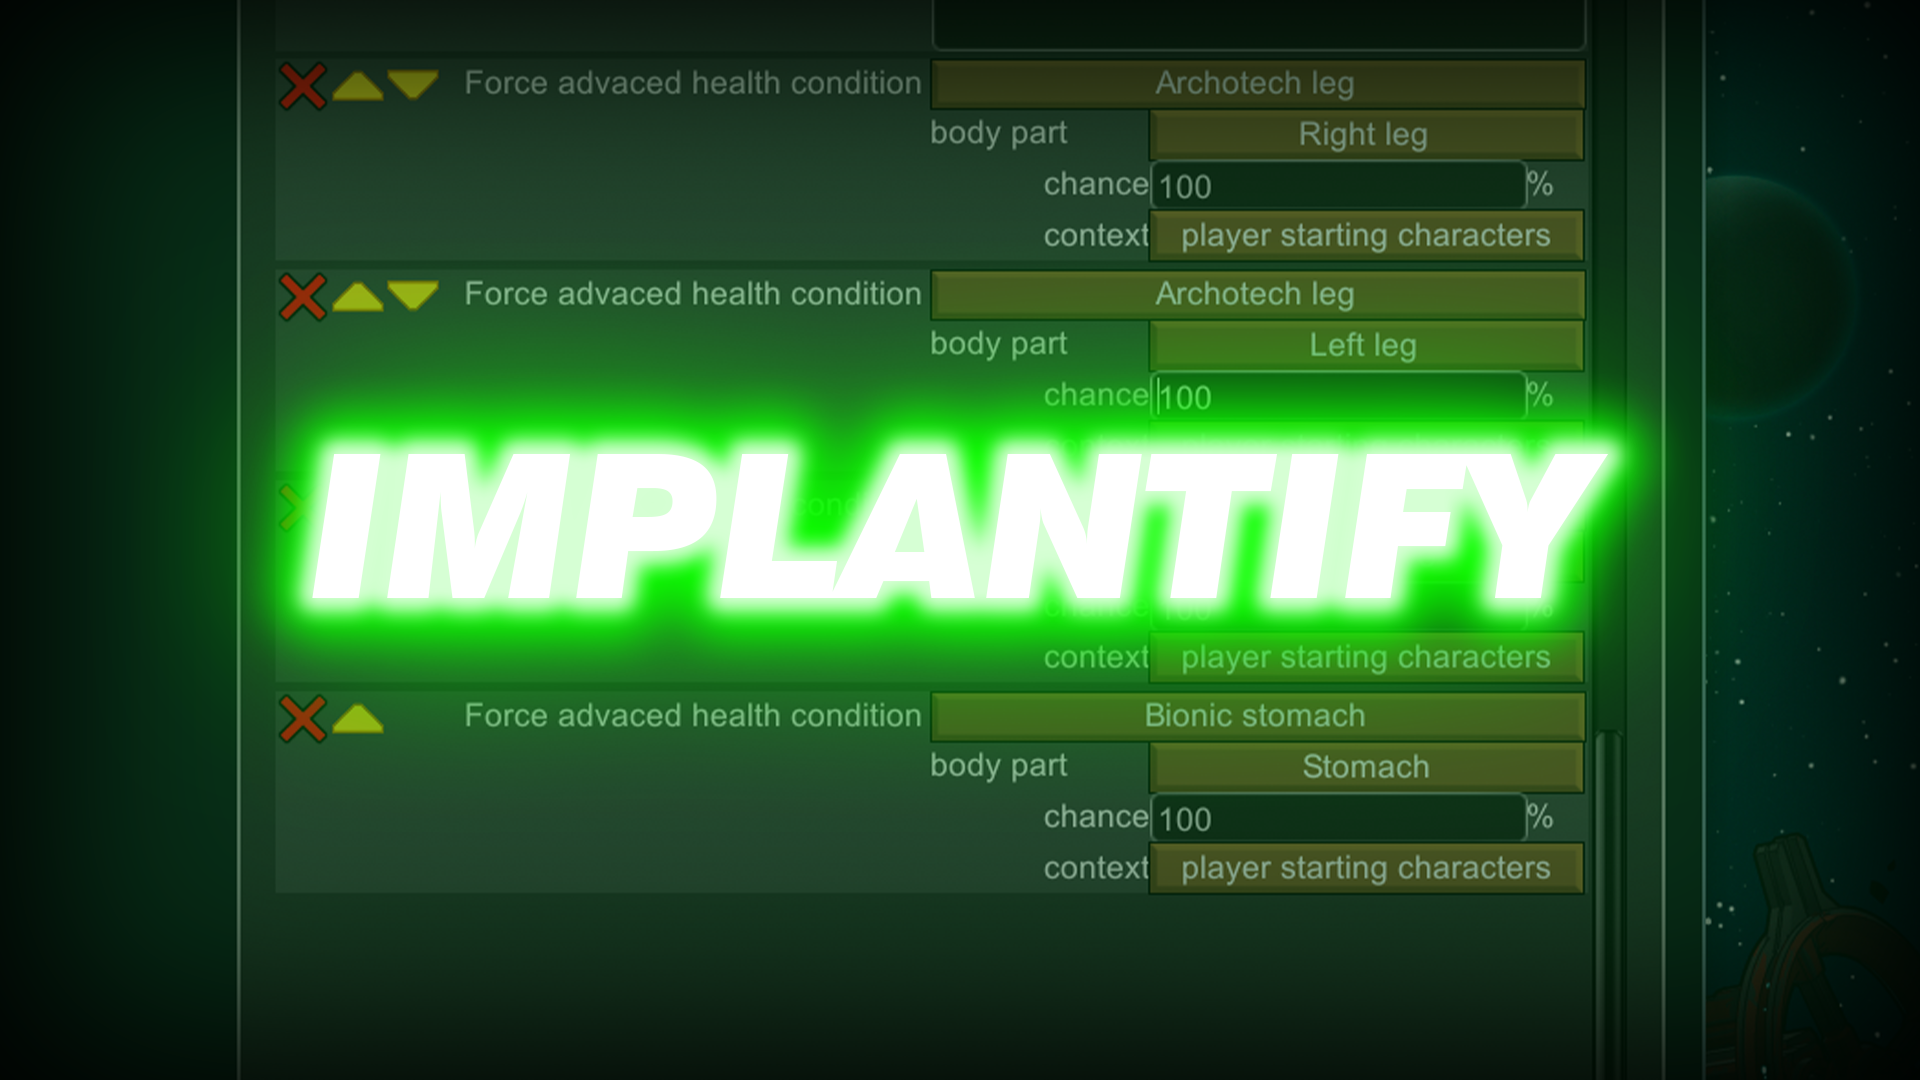 Force advaced health condition Archotech leg
body part Right leg
chance 100 %
context player starting characters
Force advaced health condition Archotech leg
body part Left leg
chance 100 %
IMPLANTIFY
chance 100 %
context player starting characters
Force advaced health condition Bionic stomach
body part Stomach
chance 100 %
context player starting characters